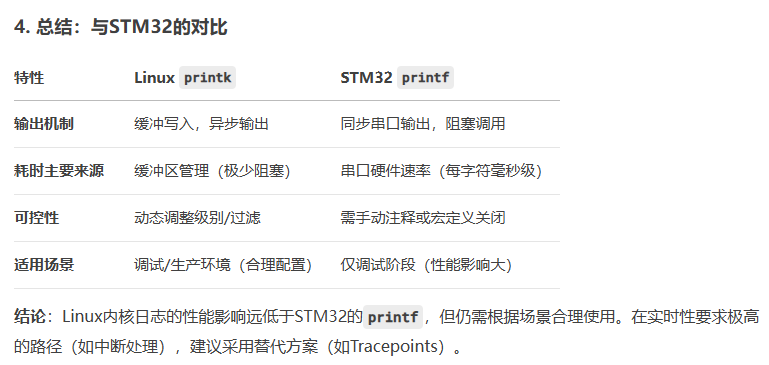 4. 总结：与STM32的对比
特性 Linux printk STM32 printf
输出机制 缓冲写入，异步输出 同步串口输出，阻塞调用
耗时主要来源 缓冲区管理（极少阻塞） 串口硬件速率（每字符毫秒级）
可控性 动态调整级别/过滤 需手动注释或宏定义关闭
适用场景 调试/生产环境（合理配置） 仅调试阶段（性能影响大）
结论：Linux内核日志的性能影响远低于STM32的printf，但仍需根据场景合理使用。在实时性要求极高
的路径（如中断处理），建议采用替代方案（如Tracepoints）。